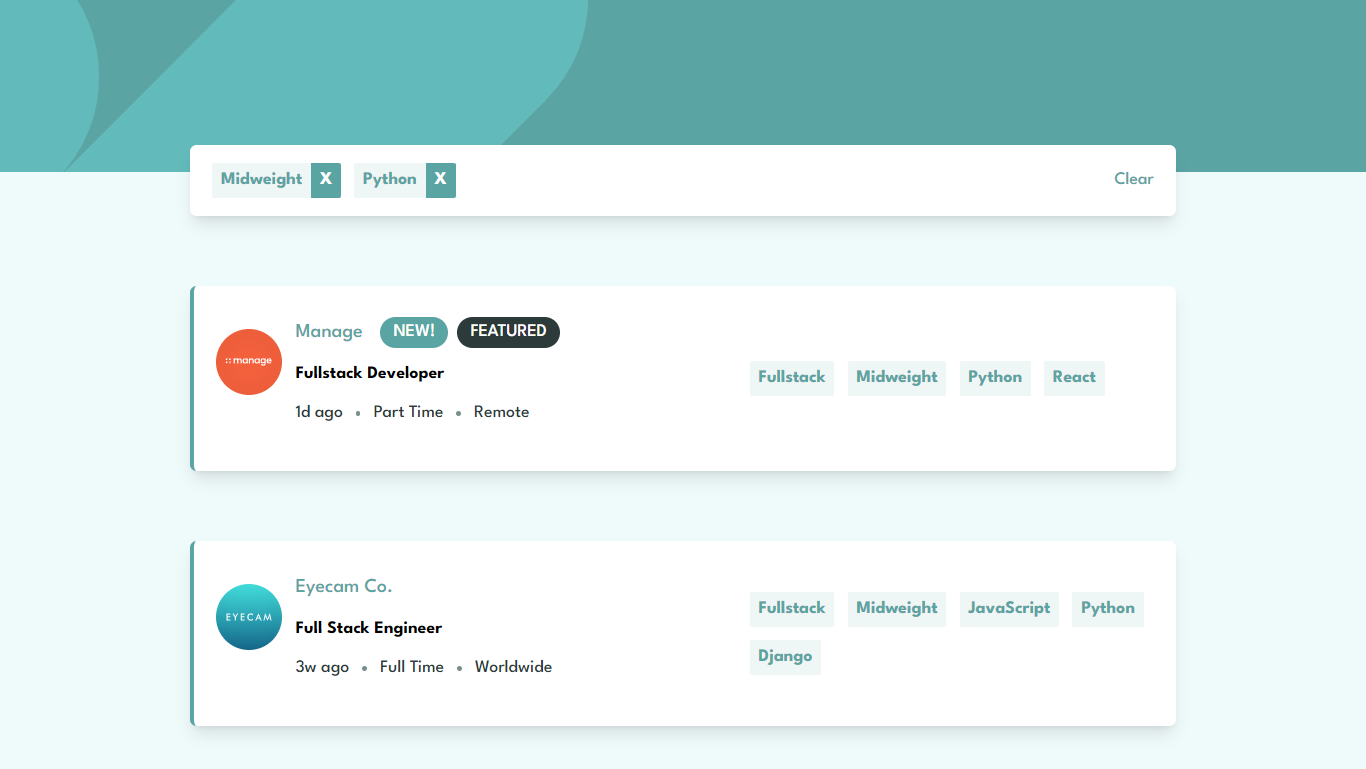 Midweight X Python X Clear
Manage NEW! FEATURED
manage
Fullstack Developer
1d ago • Part Time • Remote
Fullstack Midweight Python React
Eyecam Co.
EYECAM
Full Stack Engineer
3w ago • Full Time • Worldwide
Fullstack Midweight JavaScript Python
Django